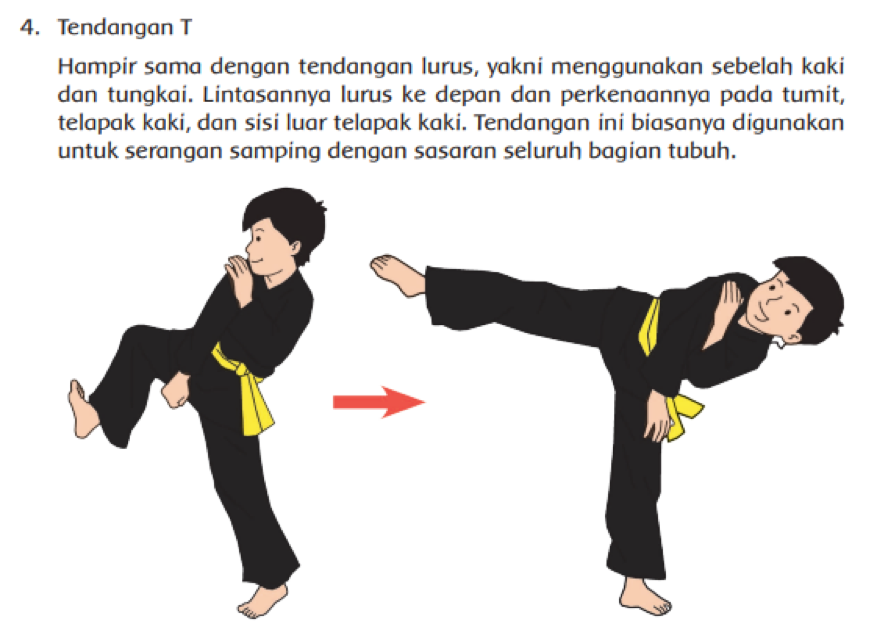 4. Tendangan T
Hampir sama dengan tendangan lurus, yakni menggunakan sebelah kaki
dan tungkai. Lintasannya lurus ke depan dan perkenaannya pada tumit,
telapak kaki, dan sisi luar telapak kaki. Tendangan ini biasanya digunakan
untuk serangan samping dengan sasaran seluruh bagian tubuh.